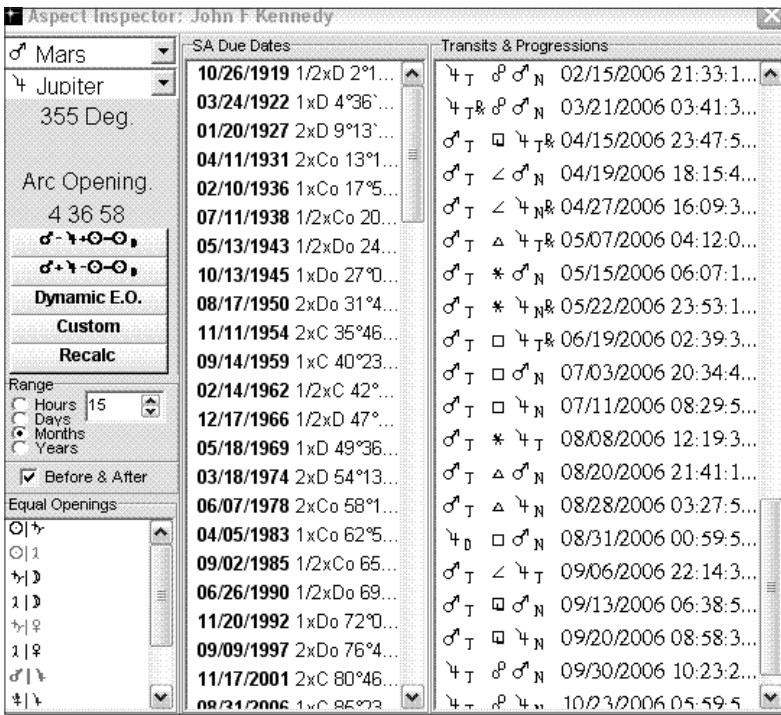 Aspect Inspector: John F Kennedy
♂ Mars
♃ Jupiter
355 Deg.
Arc Opening.
4 36 58
Dynamic E.O.
Custom
Recalc
Range
Hours 15
Days
Months
Years
Before & After
Equal Openings
☉|♄
♄|☽
♄|♀
SA Due Dates
10/26/1919 1/2xD 2°1...
03/24/1922 1xD 4°36`...
01/20/1927 2xD 9°13`...
04/11/1931 2xCo 13°1...
02/10/1936 1xCo 17°5...
07/11/1938 1/2xCo 20...
05/13/1943 1/2xDo 24...
10/13/1945 1xDo 27°0...
08/17/1950 2xDo 31°4...
11/11/1954 2xC 35°46...
09/14/1959 1xC 40°23...
02/14/1962 1/2xC 42°...
12/17/1966 1/2xD 47°...
05/18/1969 1xD 49°36...
03/18/1974 2xD 54°13...
06/07/1978 2xCo 58°1...
04/05/1983 1xCo 62°5...
09/02/1985 1/2xCo 65...
06/26/1990 1/2xDo 69...
11/20/1992 1xDo 72°0...
09/09/1997 2xDo 76°4...
11/17/2001 2xC 80°46...
08/31/2006 1xC 85°23...
Transits & Progressions
♃ T ☍ ♂ N 02/15/2006 21:33:1...
♃ T℞ ☍ ♂ N 03/21/2006 03:41:3...
♂ T ⚼ ♃ T℞ 04/15/2006 23:47:5...
♂ T ∠ ♂ N 04/19/2006 18:15:4...
♂ T ∠ ♃ N℞ 04/27/2006 16:09:3...
♂ T △ ♃ T℞ 05/07/2006 04:12:0...
♂ T ⚹ ♂ N 05/15/2006 06:07:1...
♂ T ⚹ ♃ N℞ 05/22/2006 23:53:1...
♂ T □ ♃ T℞ 06/19/2006 02:39:3...
♂ T □ ♂ N 07/03/2006 20:34:4...
♂ T □ ♃ N 07/11/2006 08:29:5...
♂ T ⚹ ♃ T 08/08/2006 12:19:3...
♂ T △ ♂ N 08/20/2006 21:41:1...
♂ T △ ♃ N 08/28/2006 03:27:5...
♃ D □ ♂ N 08/31/2006 00:59:5...
♂ T ∠ ♃ T 09/06/2006 22:14:3...
♂ T ⚼ ♂ N 09/13/2006 06:38:5...
♂ T ⚼ ♃ N 09/20/2006 08:58:3...
♃ T ☍ ♂ N 09/30/2006 10:23:2...
♃ T ☍ ♃ N 10/23/2006 05:59:5...